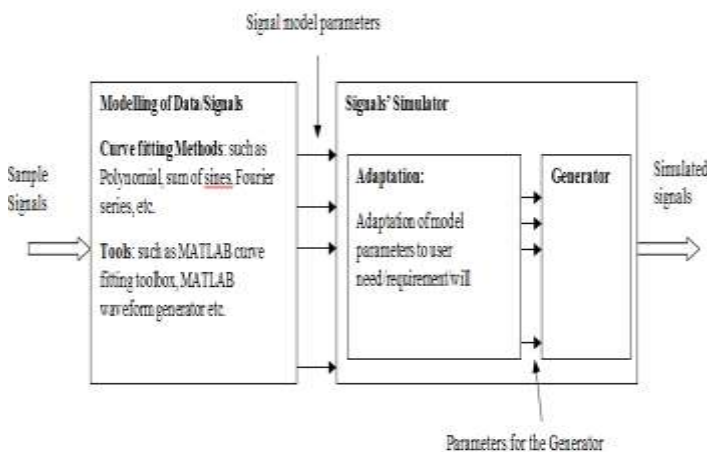 Signal model parameters
Modelling of Data/Signals
Curve fitting Methods: such as
Polynomial, sum of sines, Fourier
series, etc.
Tools: such as MATLAB curve
fitting toolbox, MATLAB
waveform generator etc.
Sample
Signals
Signals' Simulator
Adaptation:
Adaptation of model
parameters to user
need/requirement/will
Generator
Simulated
signals
Parameters for the Generator